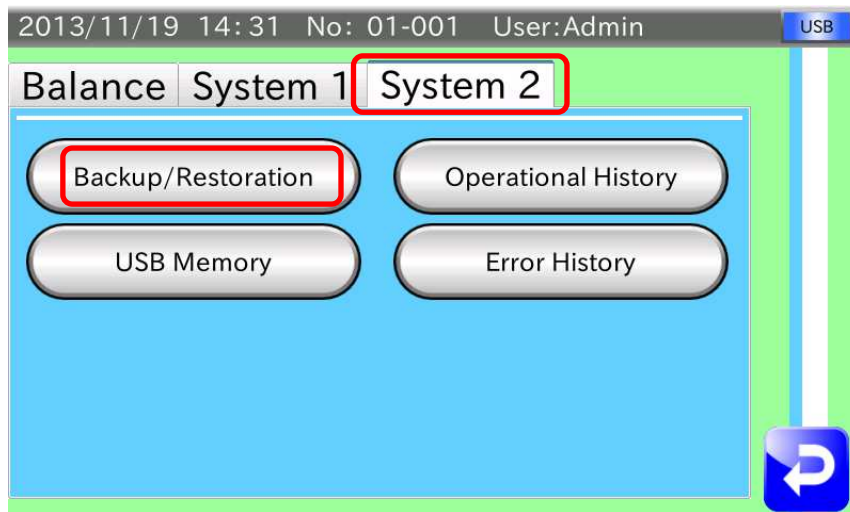 2013/11/19 14:31 No: 01-001 User:Admin USB
Balance System 1 System 2
Backup/Restoration Operational History
USB Memory Error History